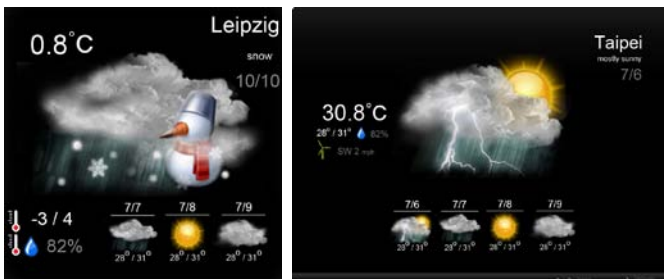 Leipzig
0.8°C
snow
10/10
7/7 7/8 7/9
-3 / 4
82%
28°/ 31° 28°/ 31° 28°/ 31°
Taipei
mostly sunny
7/6
30.8°C
28°/ 31° 82%
SW 2 mph
7/6 7/7 7/8 7/9
28°/ 31° 28°/ 31° 28°/ 31° 28°/ 31°